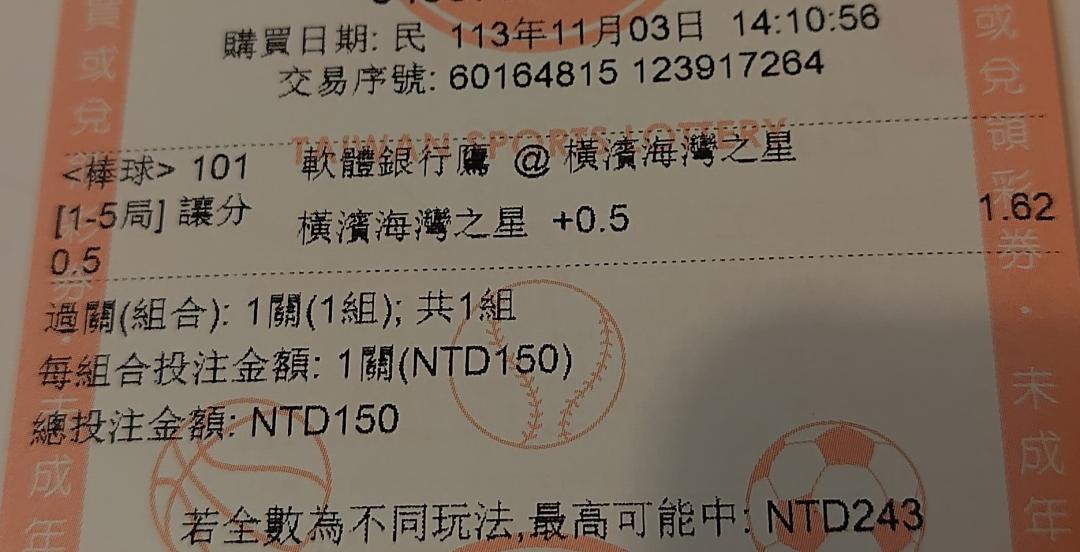 購買日期: 民 113年11月03日 14:10:56
交易序號: 60164815 123917264
TAIWAN SPORTS LOTTERY
<棒球> 101 軟體銀行鷹 @ 橫濱海灣之星
[1-5局] 讓分 橫濱海灣之星 +0.5 1.62
0.5
過關(組合): 1關(1組); 共1組
每組合投注金額: 1關(NTD150)
總投注金額: NTD150
若全數為不同玩法,最高可能中: NTD243
買或兌
成年
或兌領彩券・未成年